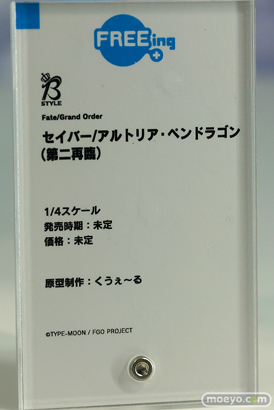 FREEing
B
STYLE
Fate/Grand Order
セイバー/アルトリア・ペンドラゴン
(第二再臨)
1/4スケール
発売時期：未定
価格：未定
原型制作：くうぇ〜る
©TYPE-MOON / FGO PROJECT
moeyo.com